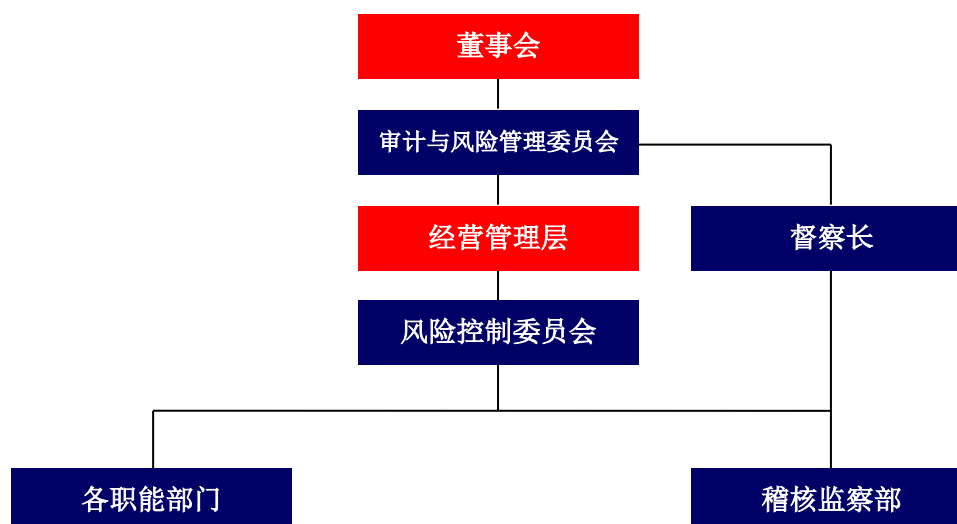 董事会
审计与风险管理委员会
经营管理层
督察长
风险控制委员会
各职能部门
稽核监察部